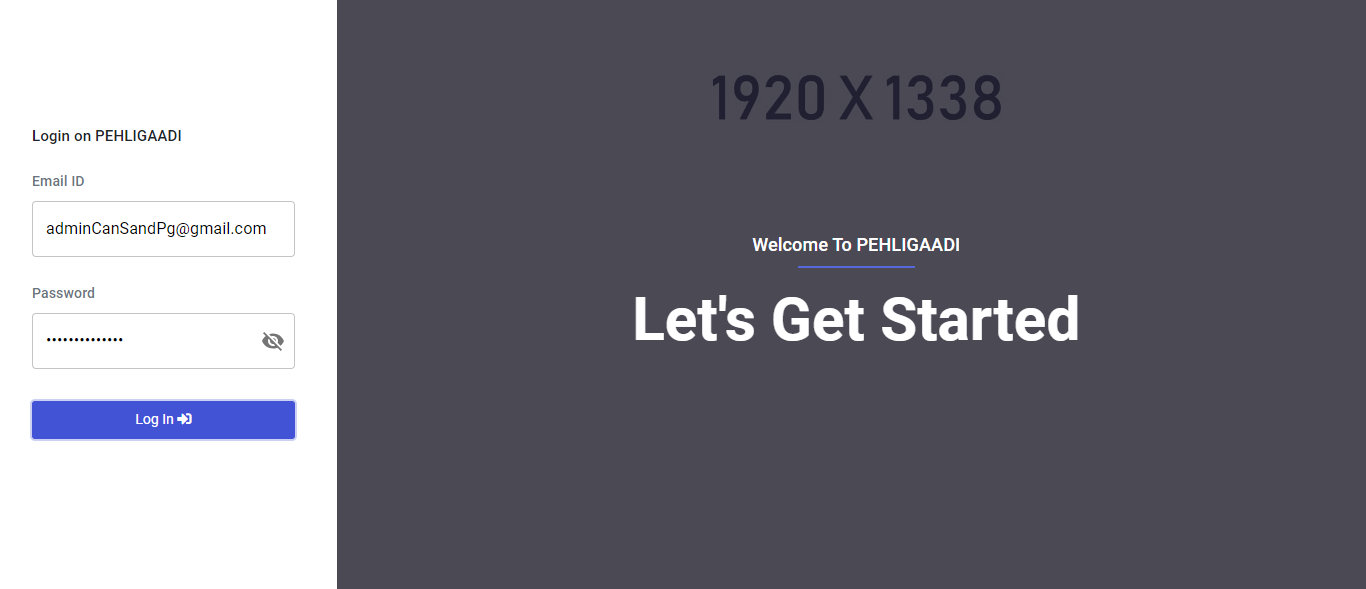 Login on PEHLIGAADI
Email ID
adminCanSandPg@gmail.com
Password
••••••••••••••
Log In
1920 X 1338
Welcome To PEHLIGAADI
Let's Get Started